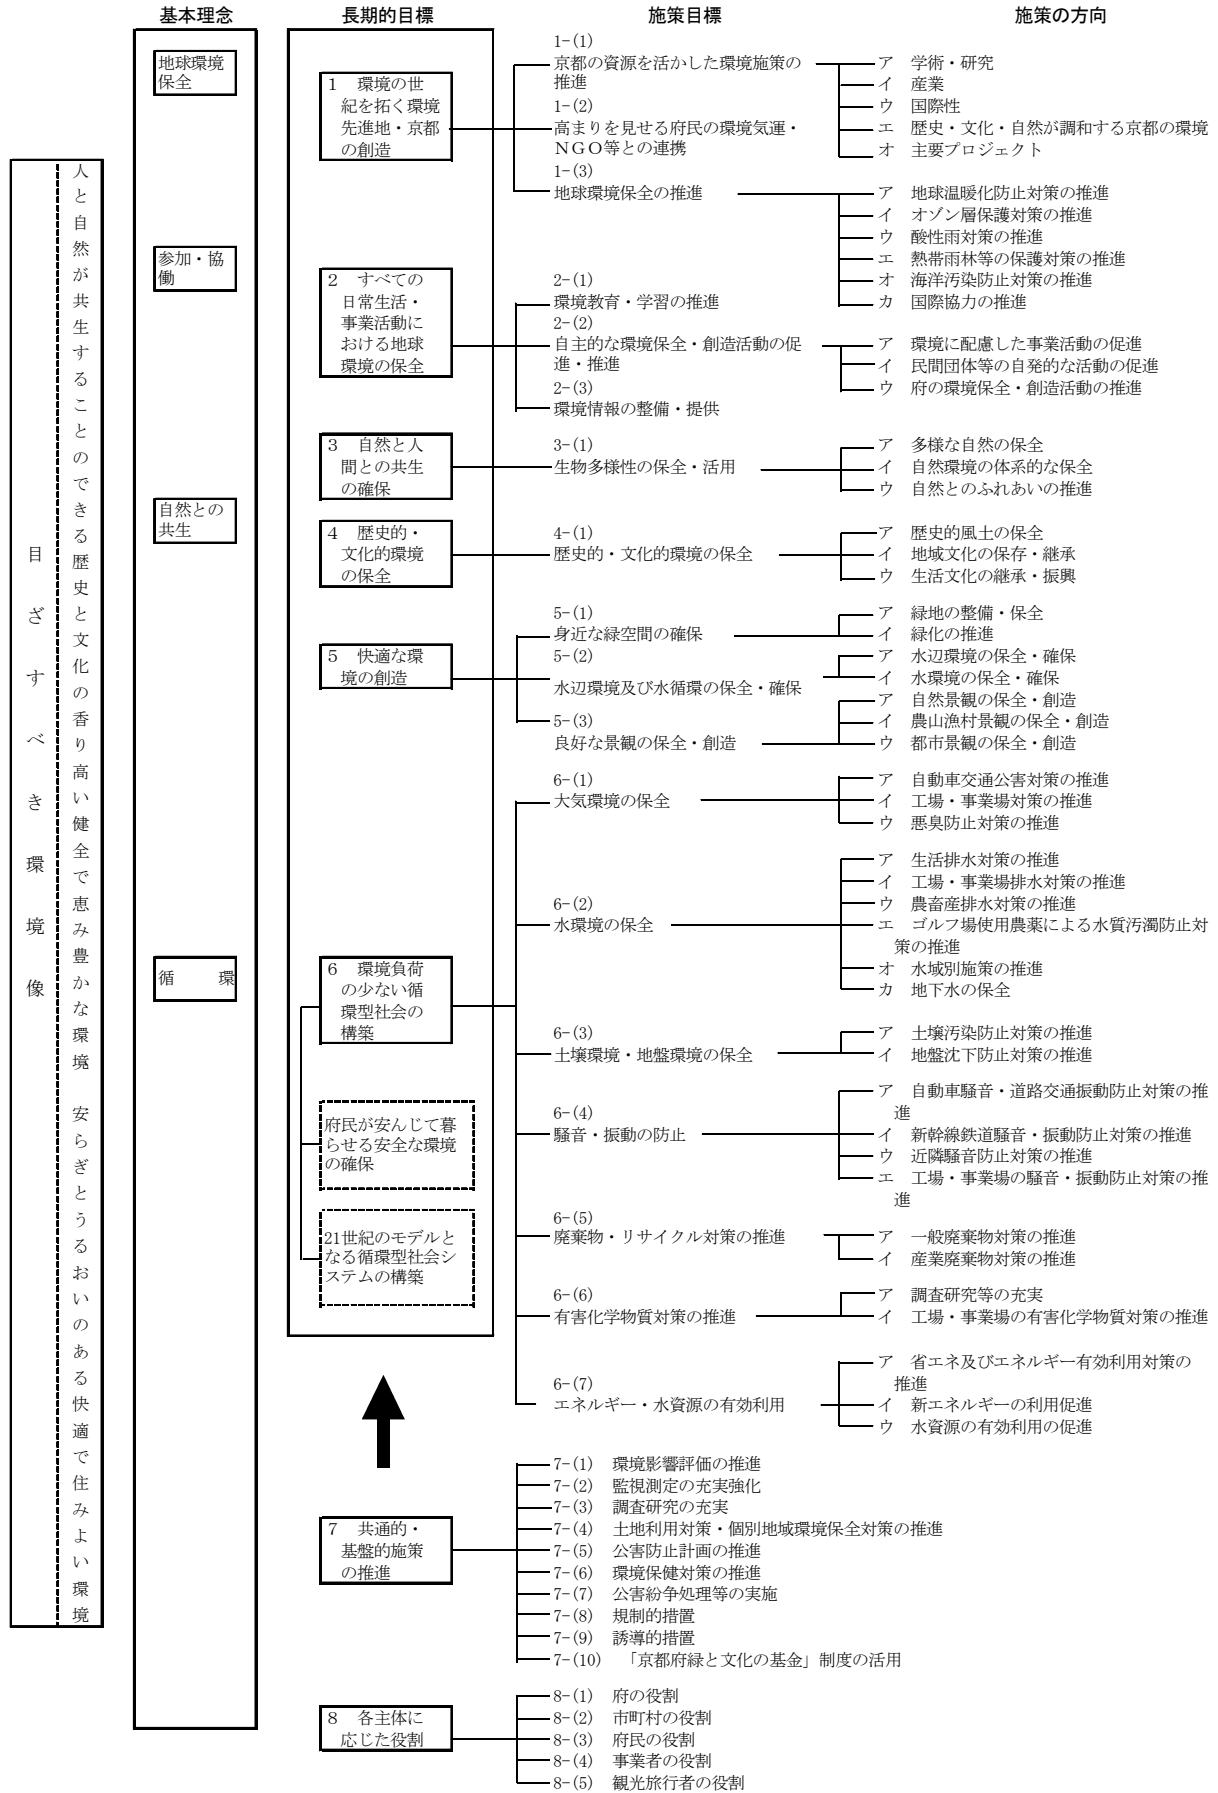 基本理念
長期的目標
施策目標
施策の方向
目ざすべき環境像
人と自然が共生することのできる歴史と文化の香り高い健全で恵み豊かな環境　安らぎとうるおいのある快適で住みよい環境
地球環境
保全
参加・協
働
自然との
共生
循　　環
1　環境の世
紀を拓く環境
先進地・京都
の創造
1-(1)
京都の資源を活かした環境施策の
推進
ア　学術・研究
イ　産業
ウ　国際性
エ　歴史・文化・自然が調和する京都の環境
オ　主要プロジェクト
1-(2)
高まりを見せる府民の環境気運・
ＮＧＯ等との連携
1-(3)
地球環境保全の推進
ア　地球温暖化防止対策の推進
イ　オゾン層保護対策の推進
ウ　酸性雨対策の推進
エ　熱帯雨林等の保護対策の推進
オ　海洋汚染防止対策の推進
カ　国際協力の推進
2　すべての
日常生活・
事業活動に
おける地球
環境の保全
2-(1)
環境教育・学習の推進
2-(2)
自主的な環境保全・創造活動の促
進・推進
ア　環境に配慮した事業活動の促進
イ　民間団体等の自発的な活動の促進
ウ　府の環境保全・創造活動の推進
2-(3)
環境情報の整備・提供
3　自然と人
間との共生
の確保
3-(1)
生物多様性の保全・活用
ア　多様な自然の保全
イ　自然環境の体系的な保全
ウ　自然とのふれあいの推進
4　歴史的・
文化的環境
の保全
4-(1)
歴史的・文化的環境の保全
ア　歴史的風土の保全
イ　地域文化の保存・継承
ウ　生活文化の継承・振興
5　快適な環
境の創造
5-(1)
身近な緑空間の確保
ア　緑地の整備・保全
イ　緑化の推進
5-(2)
水辺環境及び水循環の保全・確保
ア　水辺環境の保全・確保
イ　水環境の保全・確保
5-(3)
良好な景観の保全・創造
ア　自然景観の保全・創造
イ　農山漁村景観の保全・創造
ウ　都市景観の保全・創造
6　環境負荷
の少ない循
環型社会の
構築
府民が安んじて暮
らせる安全な環境
の確保
21世紀のモデルと
なる循環型社会シ
ステムの構築
6-(1)
大気環境の保全
ア　自動車交通公害対策の推進
イ　工場・事業場対策の推進
ウ　悪臭防止対策の推進
6-(2)
水環境の保全
ア　生活排水対策の推進
イ　工場・事業場排水対策の推進
ウ　農畜産排水対策の推進
エ　ゴルフ場使用農薬による水質汚濁防止対
策の推進
オ　水域別施策の推進
カ　地下水の保全
6-(3)
土壌環境・地盤環境の保全
ア　土壌汚染防止対策の推進
イ　地盤沈下防止対策の推進
6-(4)
騒音・振動の防止
ア　自動車騒音・道路交通振動防止対策の推
進
イ　新幹線鉄道騒音・振動防止対策の推進
ウ　近隣騒音防止対策の推進
エ　工場・事業場の騒音・振動防止対策の推
進
6-(5)
廃棄物・リサイクル対策の推進
ア　一般廃棄物対策の推進
イ　産業廃棄物対策の推進
6-(6)
有害化学物質対策の推進
ア　調査研究等の充実
イ　工場・事業場の有害化学物質対策の推進
6-(7)
エネルギー・水資源の有効利用
ア　省エネ及びエネルギー有効利用対策の
推進
イ　新エネルギーの利用促進
ウ　水資源の有効利用の促進
7　共通的・
基盤的施策
の推進
7-(1)　環境影響評価の推進
7-(2)　監視測定の充実強化
7-(3)　調査研究の充実
7-(4)　土地利用対策・個別地域環境保全対策の推進
7-(5)　公害防止計画の推進
7-(6)　環境保健対策の推進
7-(7)　公害紛争処理等の実施
7-(8)　規制的措置
7-(9)　誘導的措置
7-(10)　「京都府緑と文化の基金」制度の活用
8　各主体に
応じた役割
8-(1)　府の役割
8-(2)　市町村の役割
8-(3)　府民の役割
8-(4)　事業者の役割
8-(5)　観光旅行者の役割